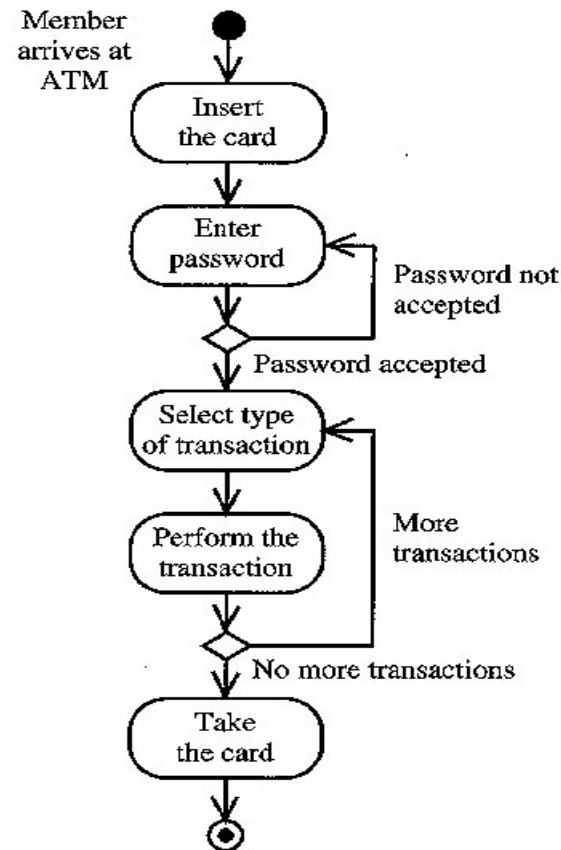 Member
arrives at
ATM
Insert
the card
Enter
password
Password not
accepted
Password accepted
Select type
of transaction
More
transactions
Perform the
transaction
No more transactions
Take
the card